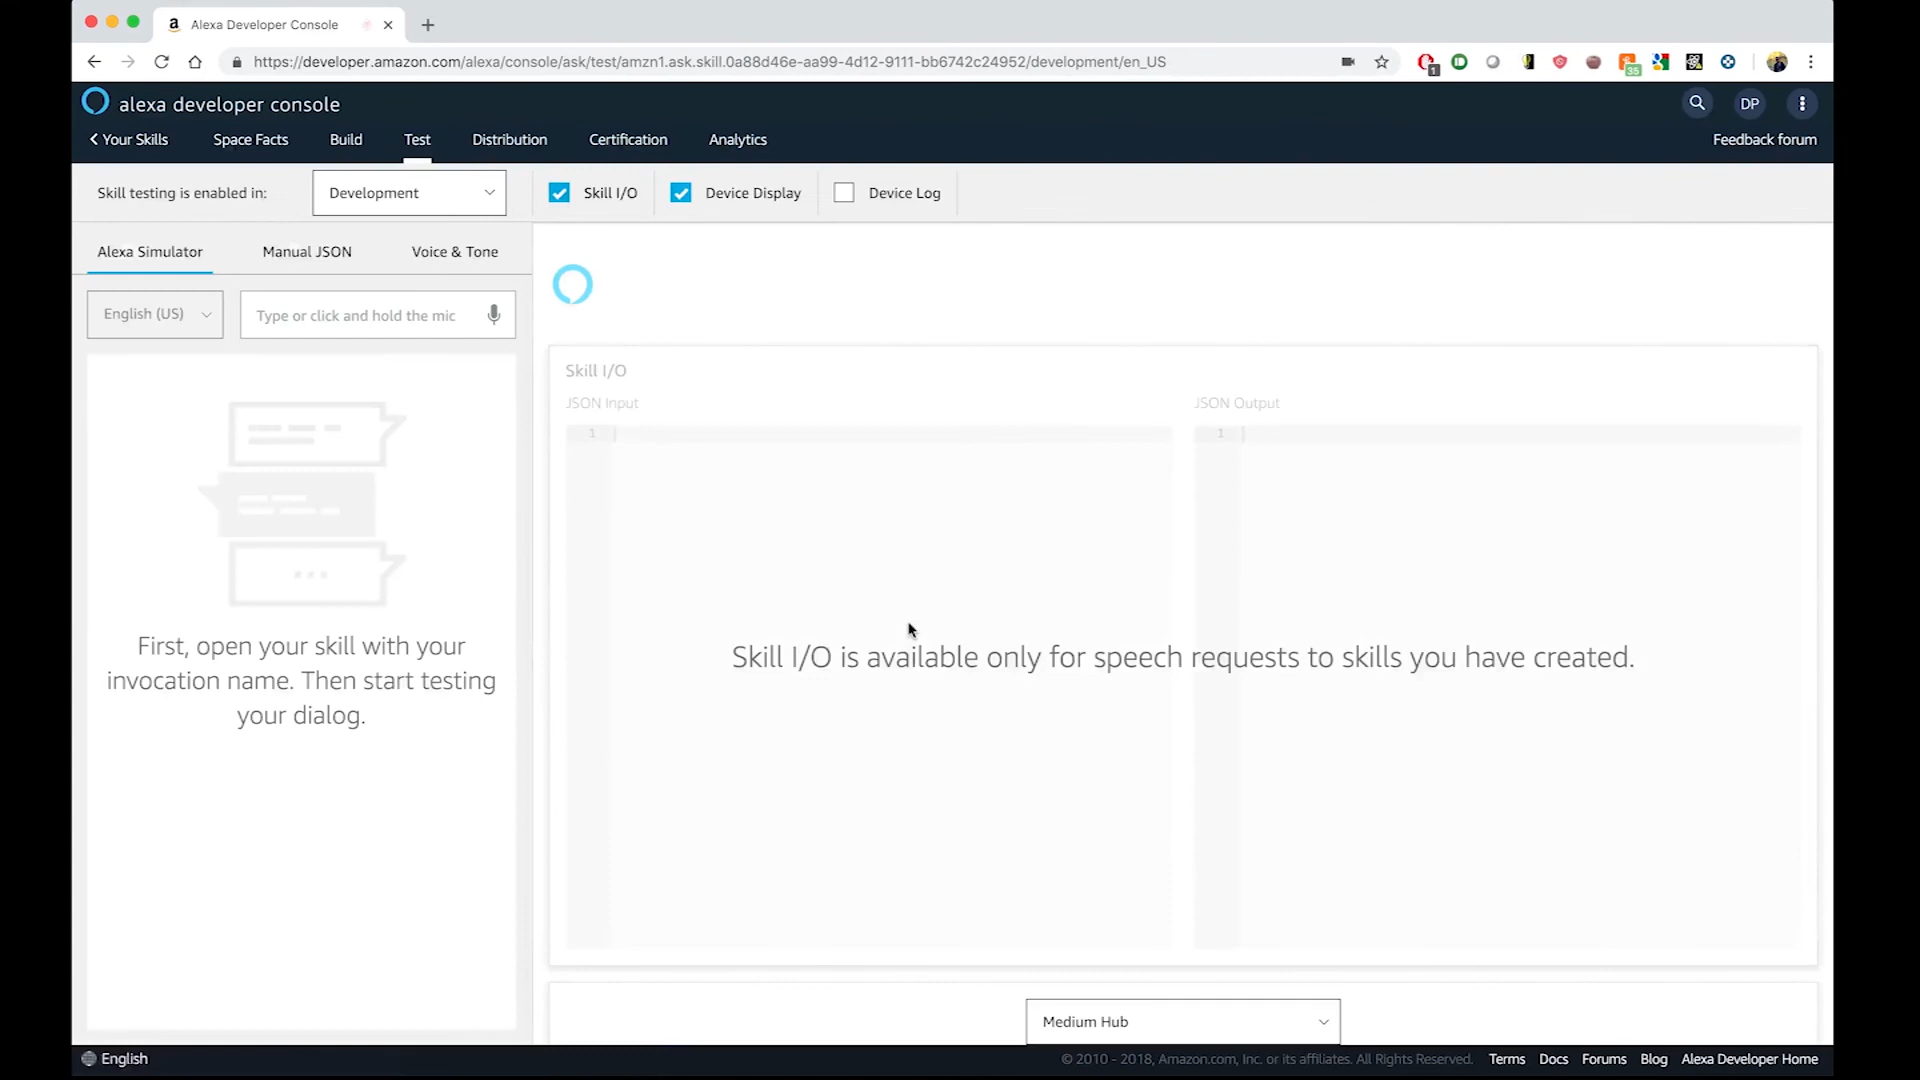 a Alexa Developer Console
https://developer.amazon.com/alexa/console/ask/test/amzn1.ask.skill.0a88d46e-aa99-4d12-9111-bb6742c24952/development/en_US
1
35
alexa developer console
DP
Your Skills
Space Facts
Build
Test
Distribution
Certification
Analytics
Feedback forum
Skill testing is enabled in:
Development
Skill I/O
Device Display
Device Log
Alexa Simulator
Manual JSON
Voice & Tone
English (US)
Type or click and hold the mic
First, open your skill with your
invocation name. Then start testing
your dialog.
Skill I/O
JSON Input
JSON Output
1
1
Skill I/O is available only for speech requests to skills you have created.
Medium Hub
English
© 2010 - 2018, Amazon.com, Inc. or its affiliates. All Rights Reserved.
Terms
Docs
Forums
Blog
Alexa Developer Home